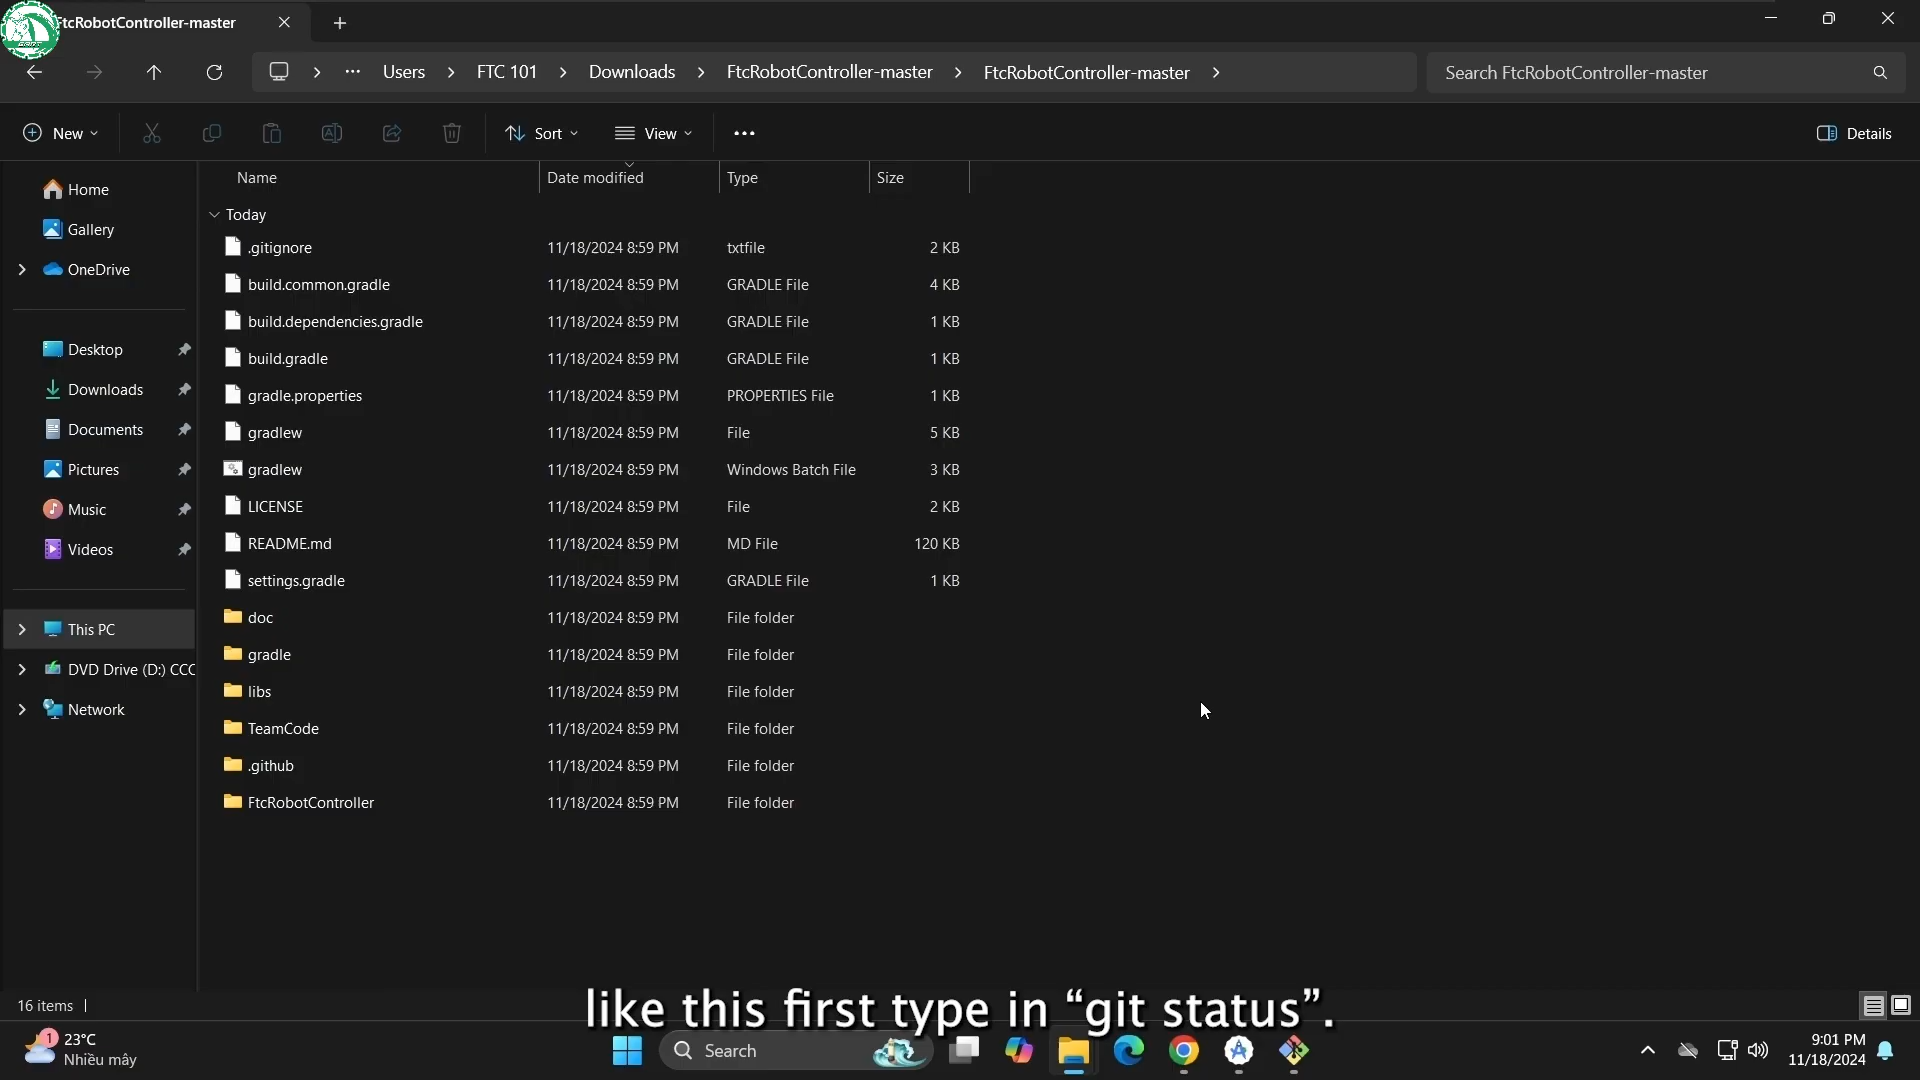 FtcRobotController-master
Users
FTC 101
Downloads
FtcRobotController-master
FtcRobotController-master
Search FtcRobotController-master
New
Sort
View
Details
Name
Date modified
Type
Size
Home
Gallery
OneDrive
Desktop
Downloads
Documents
Pictures
Music
Videos
This PC
DVD Drive (D:) CCC
Network
Today
.gitignore 11/18/2024 8:59 PM txtfile 2 KB
build.common.gradle 11/18/2024 8:59 PM GRADLE File 4 KB
build.dependencies.gradle 11/18/2024 8:59 PM GRADLE File 1 KB
build.gradle 11/18/2024 8:59 PM GRADLE File 1 KB
gradle.properties 11/18/2024 8:59 PM PROPERTIES File 1 KB
gradlew 11/18/2024 8:59 PM File 5 KB
gradlew 11/18/2024 8:59 PM Windows Batch File 3 KB
LICENSE 11/18/2024 8:59 PM File 2 KB
README.md 11/18/2024 8:59 PM MD File 120 KB
settings.gradle 11/18/2024 8:59 PM GRADLE File 1 KB
doc 11/18/2024 8:59 PM File folder
gradle 11/18/2024 8:59 PM File folder
libs 11/18/2024 8:59 PM File folder
TeamCode 11/18/2024 8:59 PM File folder
.github 11/18/2024 8:59 PM File folder
FtcRobotController 11/18/2024 8:59 PM File folder
16 items
like this first type in “git status”.
1
23°C
Nhiều mây
Search
9:01 PM
11/18/2024